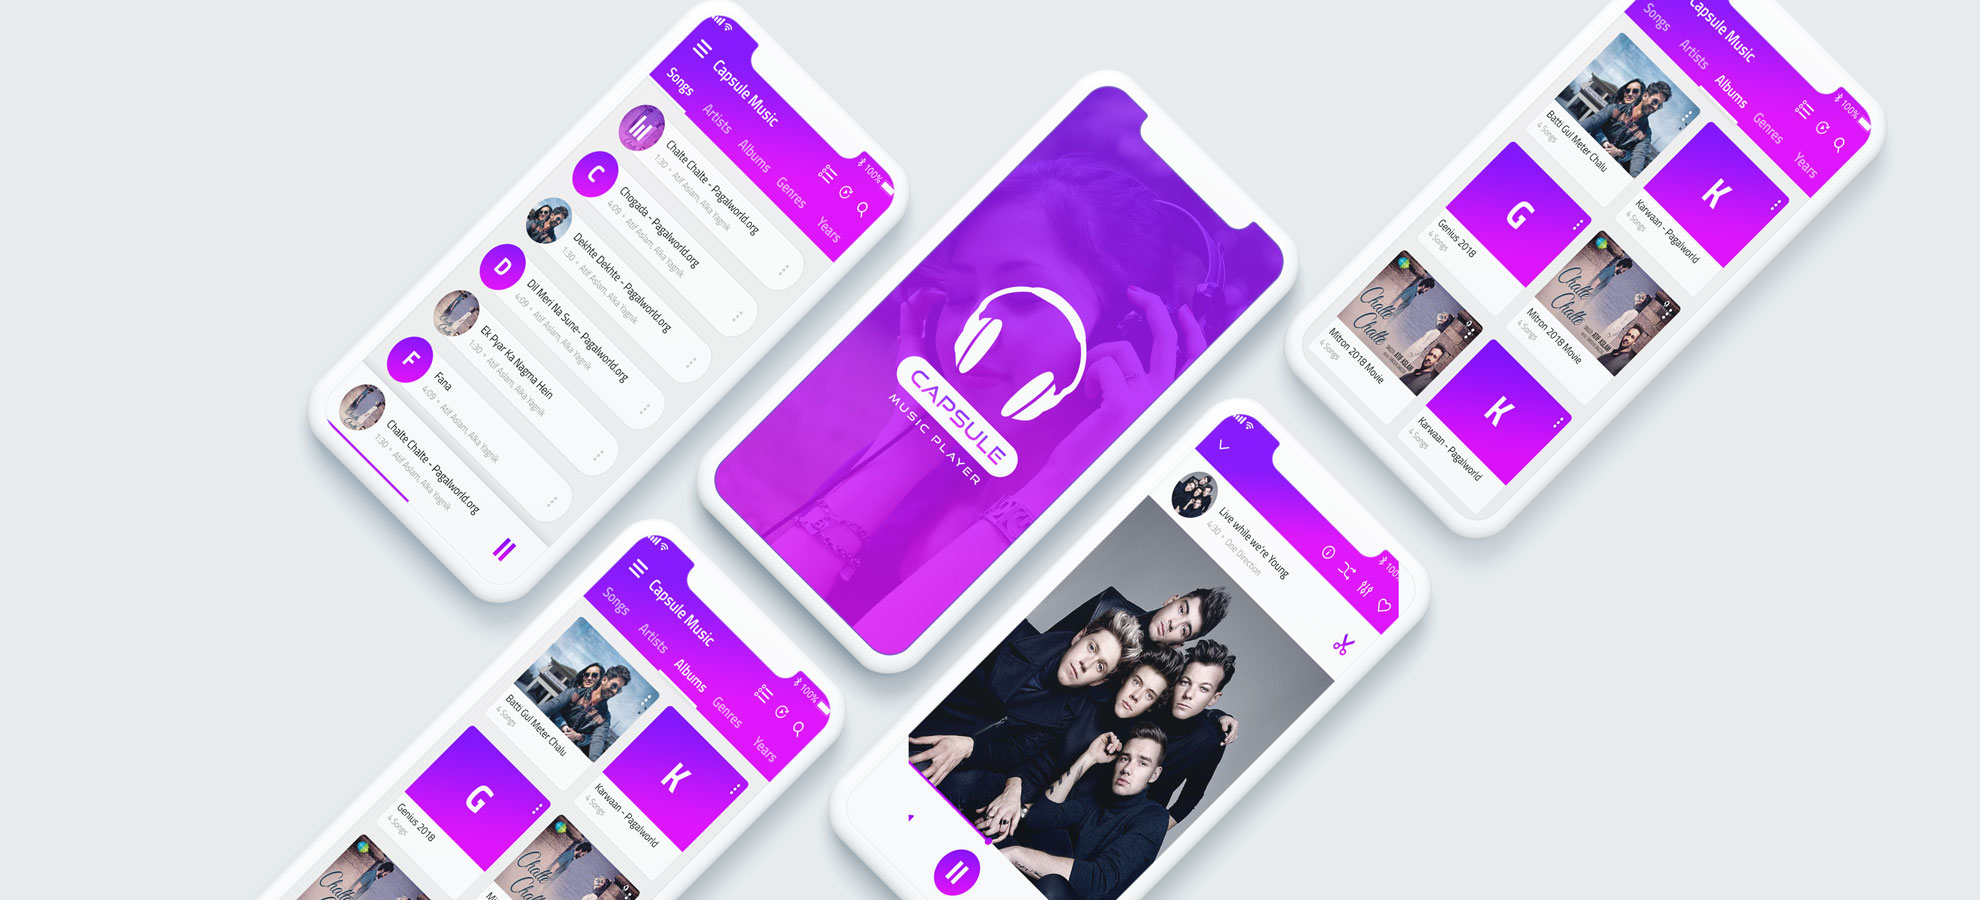 Capsule Music
100%
Songs
Artists
Albums
Genres
Years
Chalte Chalte - Pagalworld.org
1:30 • Atif Aslam, Alka Yagnik
C
Chogada - Pagalworld.org
4:09 • Atif Aslam, Alka Yagnik
Dekhte Dekhte - Pagalworld.org
1:30 • Atif Aslam, Alka Yagnik
D
Dil Meri Na Sune- Pagalworld.org
4:09 • Atif Aslam, Alka Yagnik
Ek Pyar Ka Nagma Hein
1:30 • Atif Aslam, Alka Yagnik
F
Fana
4:09 • Atif Aslam, Alka Yagnik
Chalte Chalte - Pagalworld.org
1:30 • Atif Aslam, Alka Yagnik
CAPSULE
MUSIC PLAYER
Capsule Music
100%
Songs
Artists
Albums
Genres
Years
Batti Gul Meter Chalu
4 Songs
K
Karwaan - Pagalworld
4 Songs
G
Genius 2018
4 Songs
Chalte
Chalte
ATIF ASLAM
Mitron 2018 Movie
4 Songs
Chalte
Chalte
ATIF ASLAM
Mitron 2018 Movie
4 Songs
K
Karwaan - Pagalworld
4 Songs
Capsule Music
100%
Songs
Artists
Albums
Genres
Years
Batti Gul Meter Chalu
4 Songs
K
Karwaan - Pagalworld
4 Songs
G
Genius 2018
4 Songs
Chalte
Chalte
Chalte
100
Live while we're Young
4:30 • One Direction